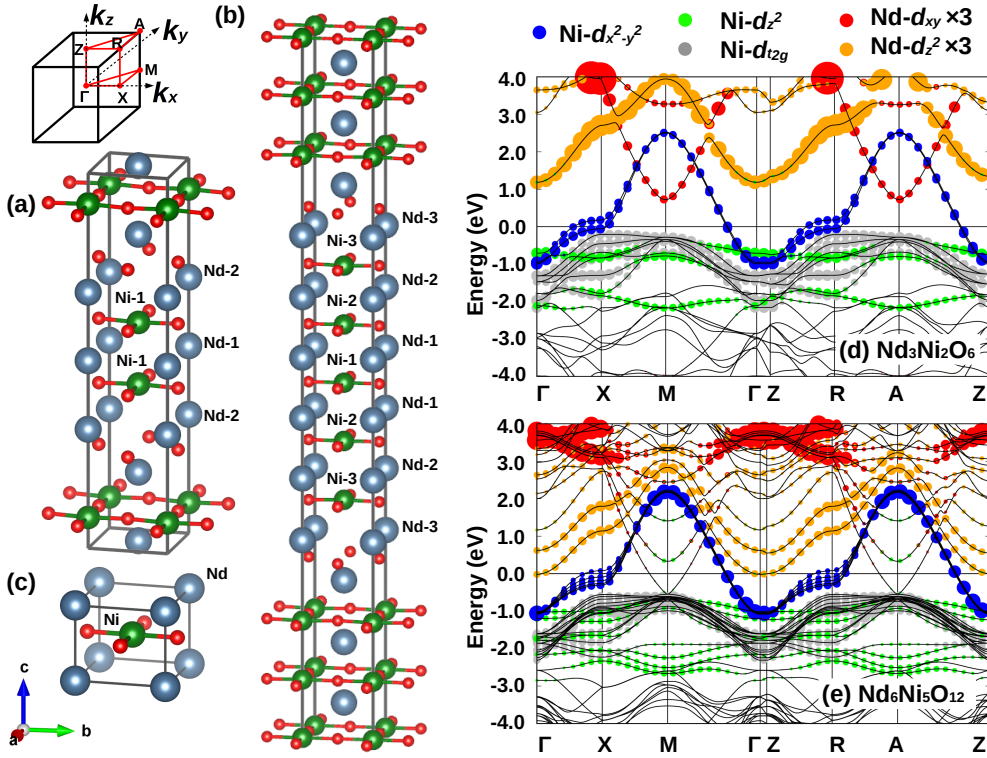 k_z
A
k_y
Z
R
M
Γ
X
k_x
(a)
Nd-2
Ni-1
Nd-1
Ni-1
Nd-2
(b)
Nd-3
Ni-3
Nd-2
Ni-2
Nd-1
Ni-1
Nd-1
Ni-2
Nd-2
Ni-3
Nd-3
(c)
Nd
Ni
c
a
b
Ni-d_{x²-y²}
Ni-d_{z²}
Ni-d_{t2g}
Nd-d_{xy} ×3
Nd-d_{z²} ×3
Energy (eV)
4.0
3.0
2.0
1.0
0.0
-1.0
-2.0
-3.0
-4.0
(d) Nd₃Ni₂O₆
Γ X M Γ Z R A Z
Energy (eV)
4.0
3.0
2.0
1.0
0.0
-1.0
-2.0
-3.0
-4.0
(e) Nd₆Ni₅O₁₂
Γ X M Γ Z R A Z